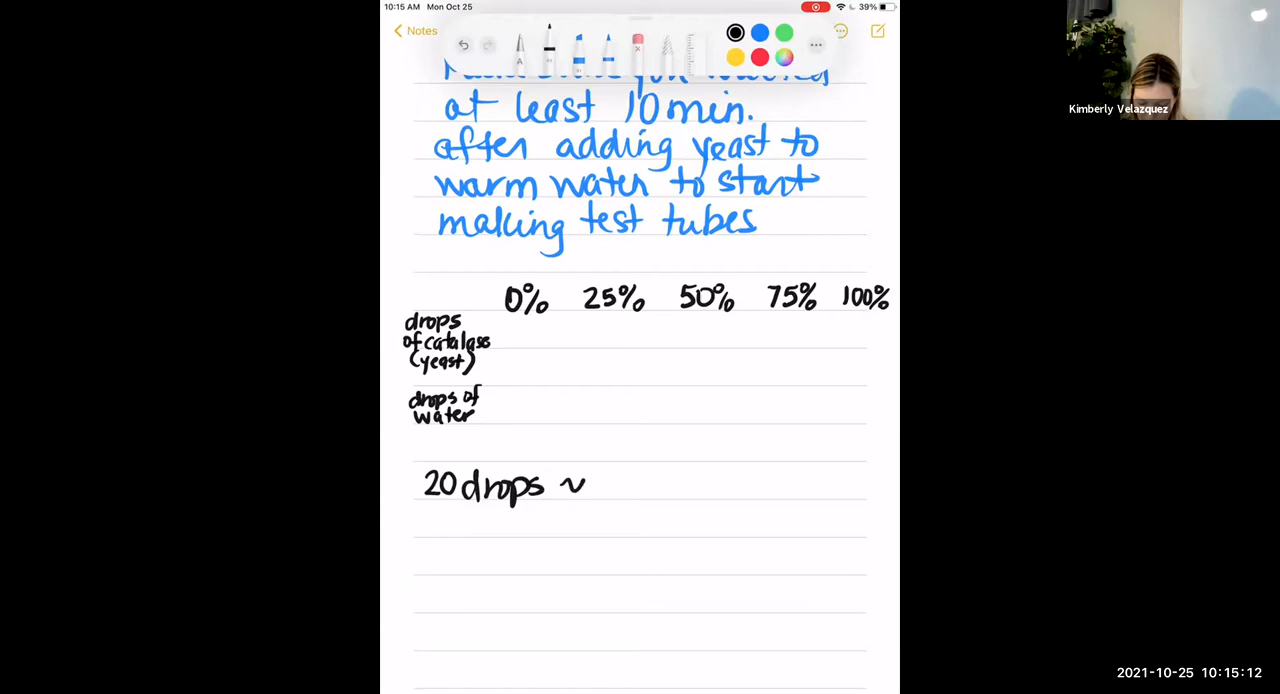 10:15 AM Mon Oct 25
39%
Notes
at least 10 min.
after adding yeast to
warm water to start
making test tubes
0% 25% 50% 75% 100%
drops
of catalase
(yeast)
drops of
water
20 drops ~
Kimberly Velazquez
2021-10-25 10:15:12